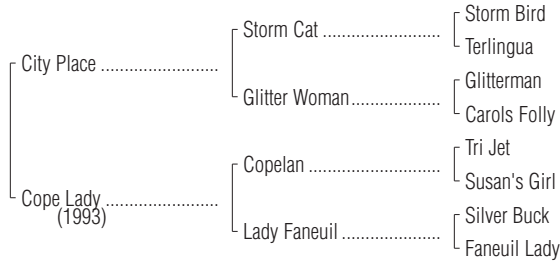 Storm Bird
Storm Cat ........................
Terlingua
City Place ........................
Glitterman
Glitter Woman..................
Carols Folly
Tri Jet
Copelan ..........................
Susan's Girl
Cope Lady ......................
(1993)
Silver Buck
Lady Faneuil ....................
Faneuil Lady